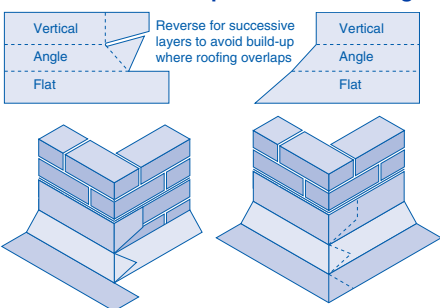 Vertical
Angle
Flat
Reverse for successive
layers to avoid build-up
where roofing overlaps
Vertical
Angle
Flat